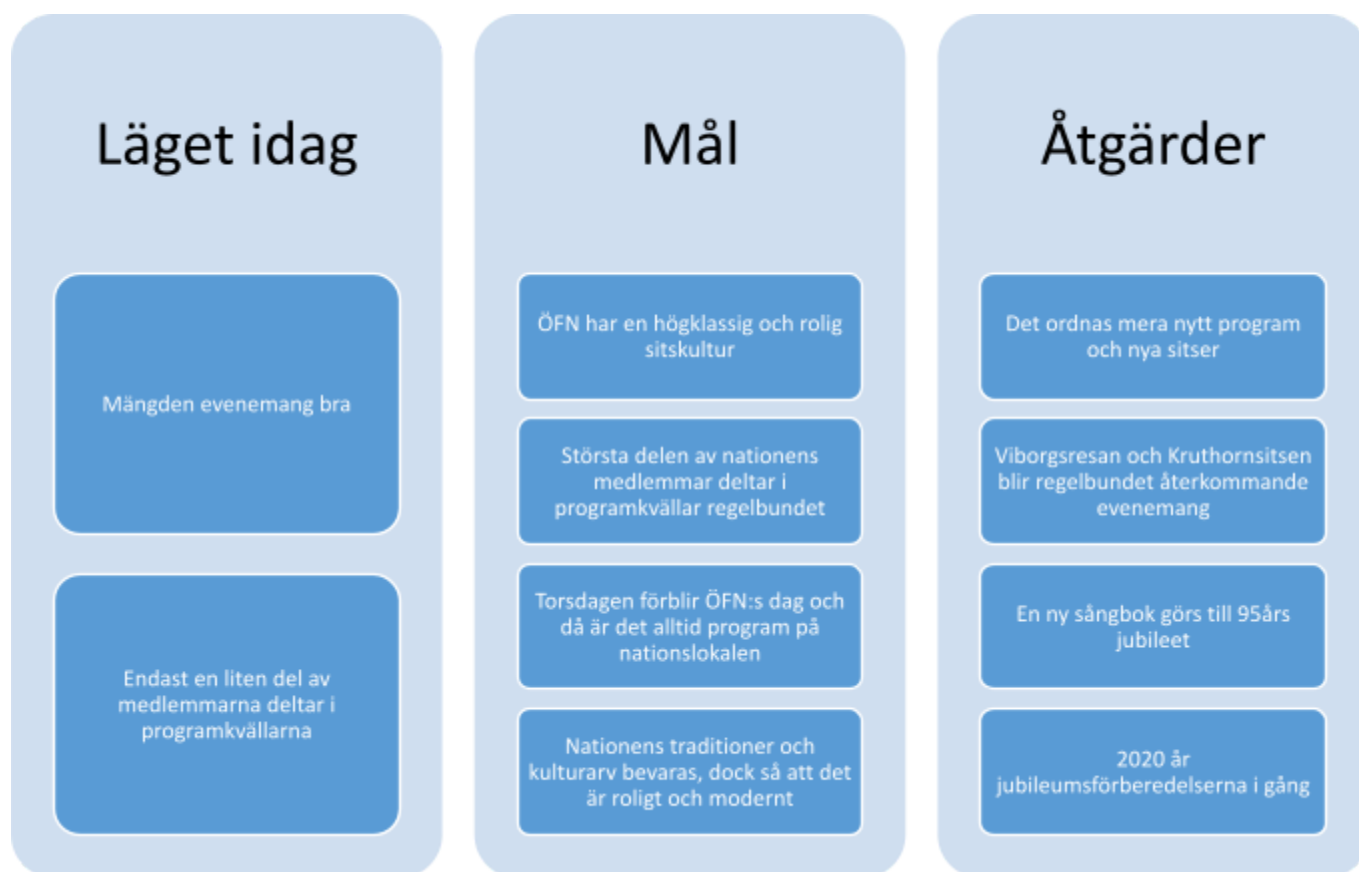 Läget idag
Mängden evenemang bra
Endast en liten del av
medlemmarna deltar i
programkvällarna
Mål
ÖFN har en högklassig och rolig
sitskultur
Största delen av nationens
medlemmar deltar i
programkvällar regelbundet
Torsdagen förblir ÖFN:s dag och
då är det alltid program på
nationslokalen
Nationens traditioner och
kulturarv bevaras, dock så att det
är roligt och modernt
Åtgärder
Det ordnas mera nytt program
och nya sitser
Viborgsresan och Kruthornsitsen
blir regelbundet återkommande
evenemang
En ny sångbok görs till 95års
jubileet
2020 är
jubileumsförberedelserna i gång